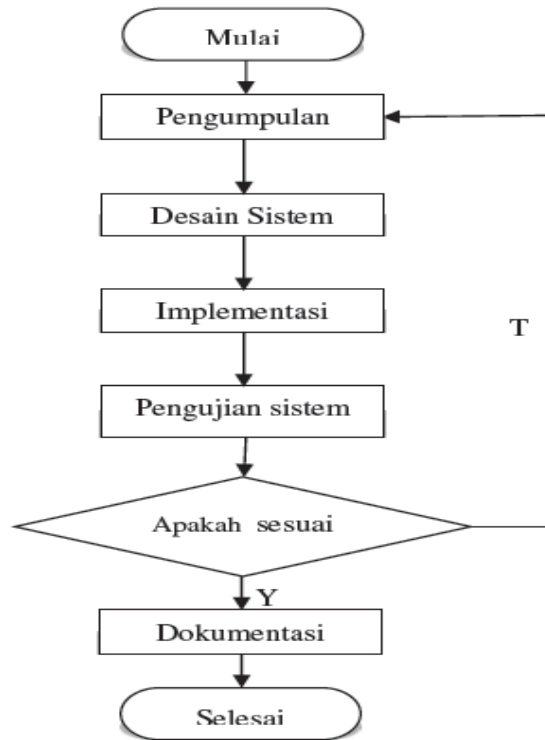 Mulai
Pengumpulan
Desain Sistem
Implementasi
T
Pengujian sistem
Apakah sesuai
Y
Dokumentasi
Selesai